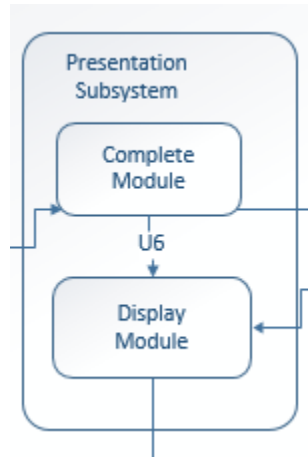 Presentation
Subsystem
Complete
Module
U6
Display
Module